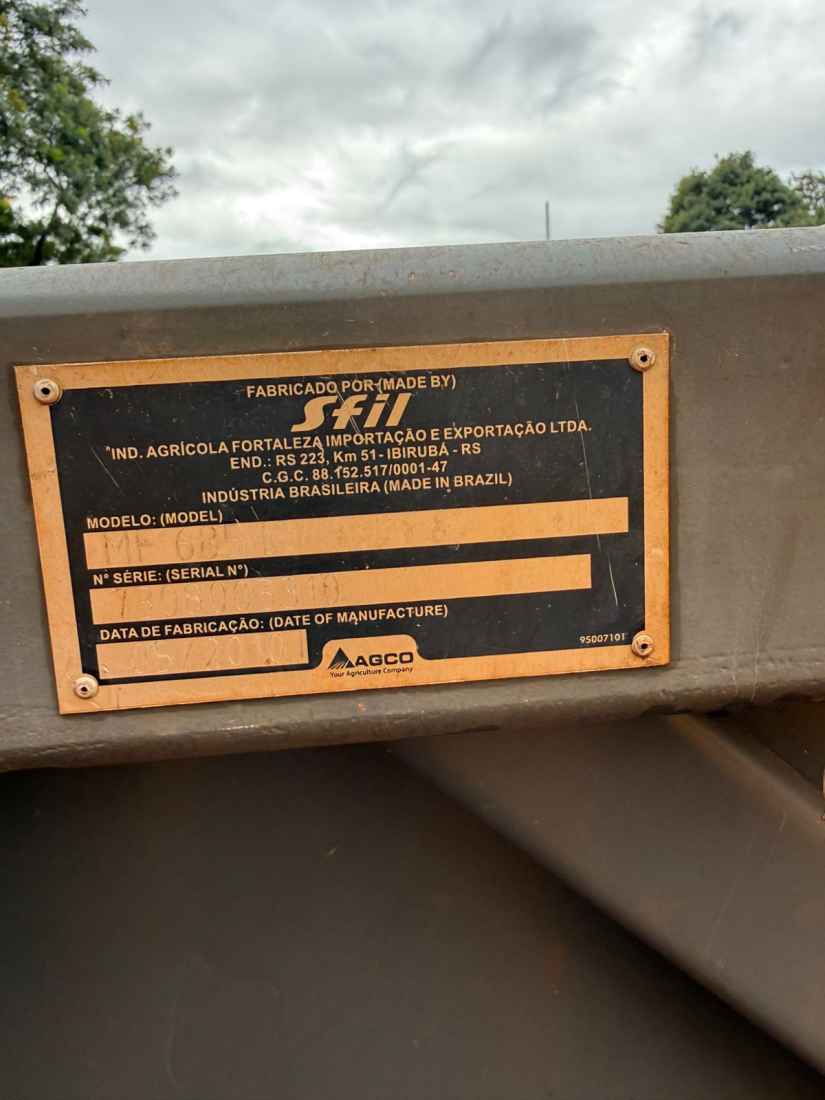 FABRICADO POR (MADE BY)
Sfil
IND. AGRÍCOLA FORTALEZA IMPORTAÇÃO E EXPORTAÇÃO LTDA.
END.: RS 223, Km 51 - IBIRUBÁ - RS
C.G.C. 88.152.517/0001-47
INDÚSTRIA BRASILEIRA (MADE IN BRAZIL)
MODELO: (MODEL)
MF
N° SÉRIE: (SERIAL N°)
DATA DE FABRICAÇÃO: (DATE OF MANUFACTURE)
AGCO
Your Agriculture Company
95007101